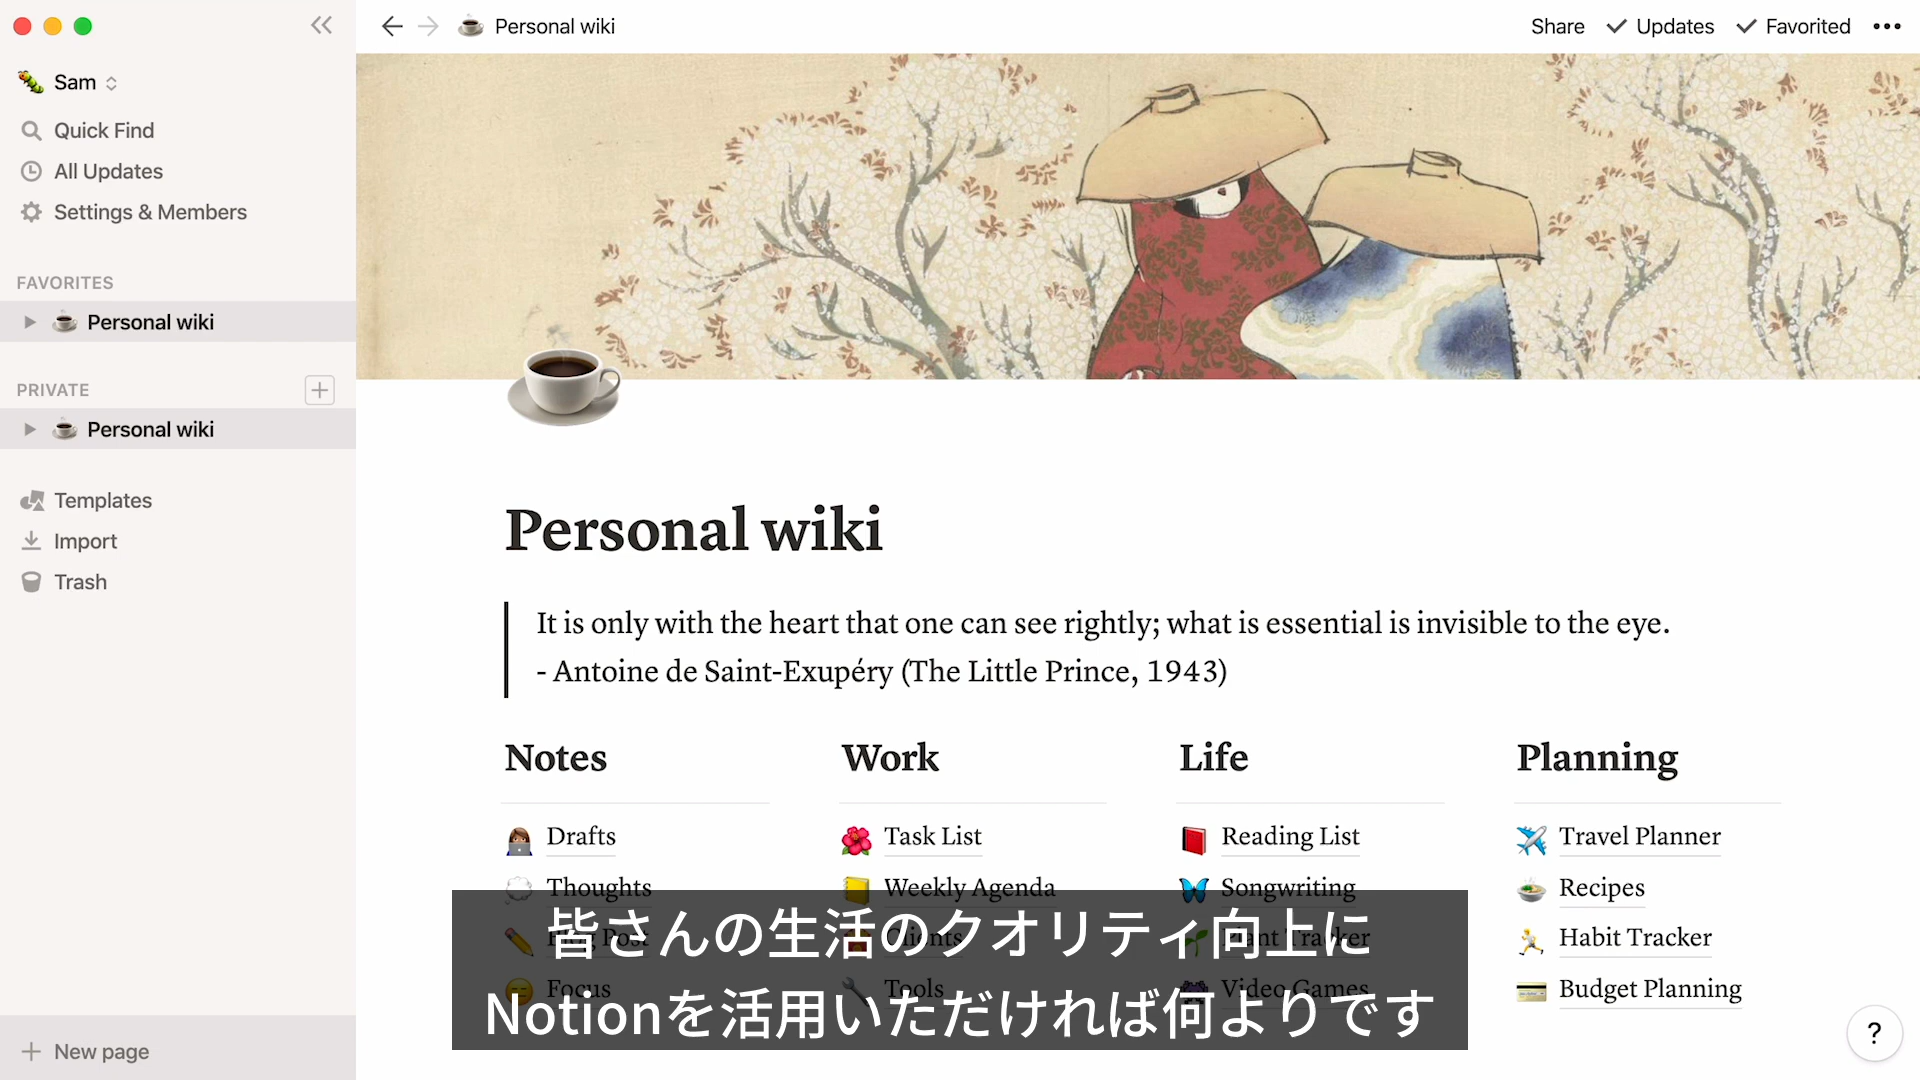 Personal wiki
Share
Updates
Favorited
Sam
Quick Find
All Updates
Settings & Members
FAVORITES
Personal wiki
PRIVATE
Personal wiki
Templates
Import
Trash
New page
Personal wiki
It is only with the heart that one can see rightly; what is essential is invisible to the eye.
- Antoine de Saint-Exupéry (The Little Prince, 1943)
Notes
Drafts
Thoughts
Blog Post
Focus
Work
Task List
Weekly Agenda
Clients
Tools
Life
Reading List
Songwriting
Plant Tracker
Video Games
Planning
Travel Planner
Recipes
Habit Tracker
Budget Planning
?
皆さんの生活のクオリティ向上に
Notionを活用いただければ何よりです